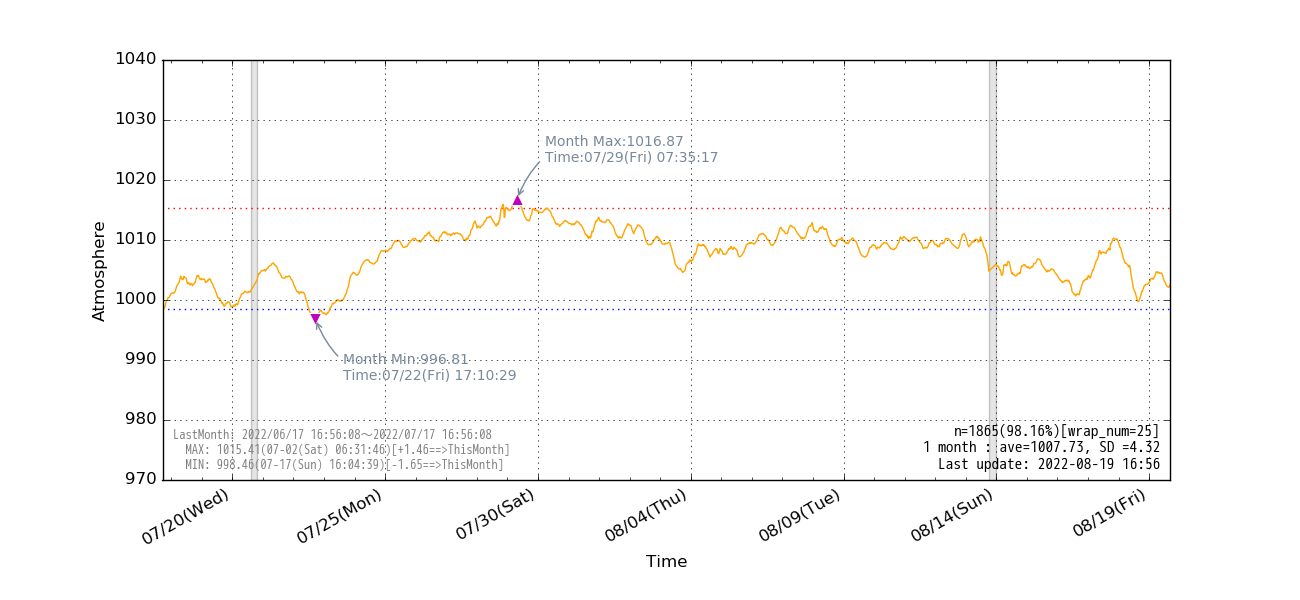 1040
1030
1020
1010
1000
990
980
970
Atmosphere
Month Max:1016.87
Time:07/29(Fri) 07:35:17
Month Min:996.81
Time:07/22(Fri) 17:10:29
LastMonth: 2022/06/17 16:56:08～2022/07/17 16:56:08
MAX: 1015.41(07-02(Sat) 06:31:46)[+1.46==>ThisMonth]
MIN: 998.46(07-17(Sun) 16:04:39)[-1.65==>ThisMonth]
n=1865(98.16%)[wrap_num=25]
1 month : ave=1007.73, SD =4.32
Last update: 2022-08-19 16:56
07/20(Wed)
07/25(Mon)
07/30(Sat)
08/04(Thu)
08/09(Tue)
08/14(Sun)
08/19(Fri)
Time